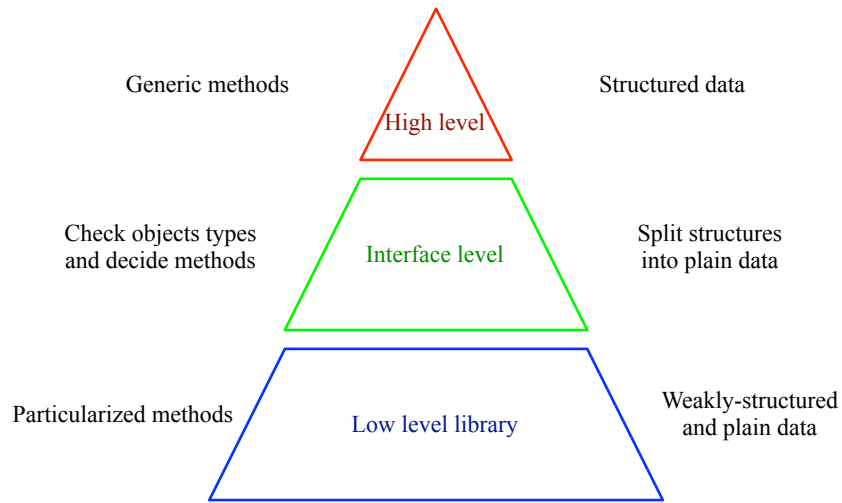 Generic methods
Structured data
High level
Check objects types
and decide methods
Interface level
Split structures
into plain data
Particularized methods
Low level library
Weakly-structured
and plain data